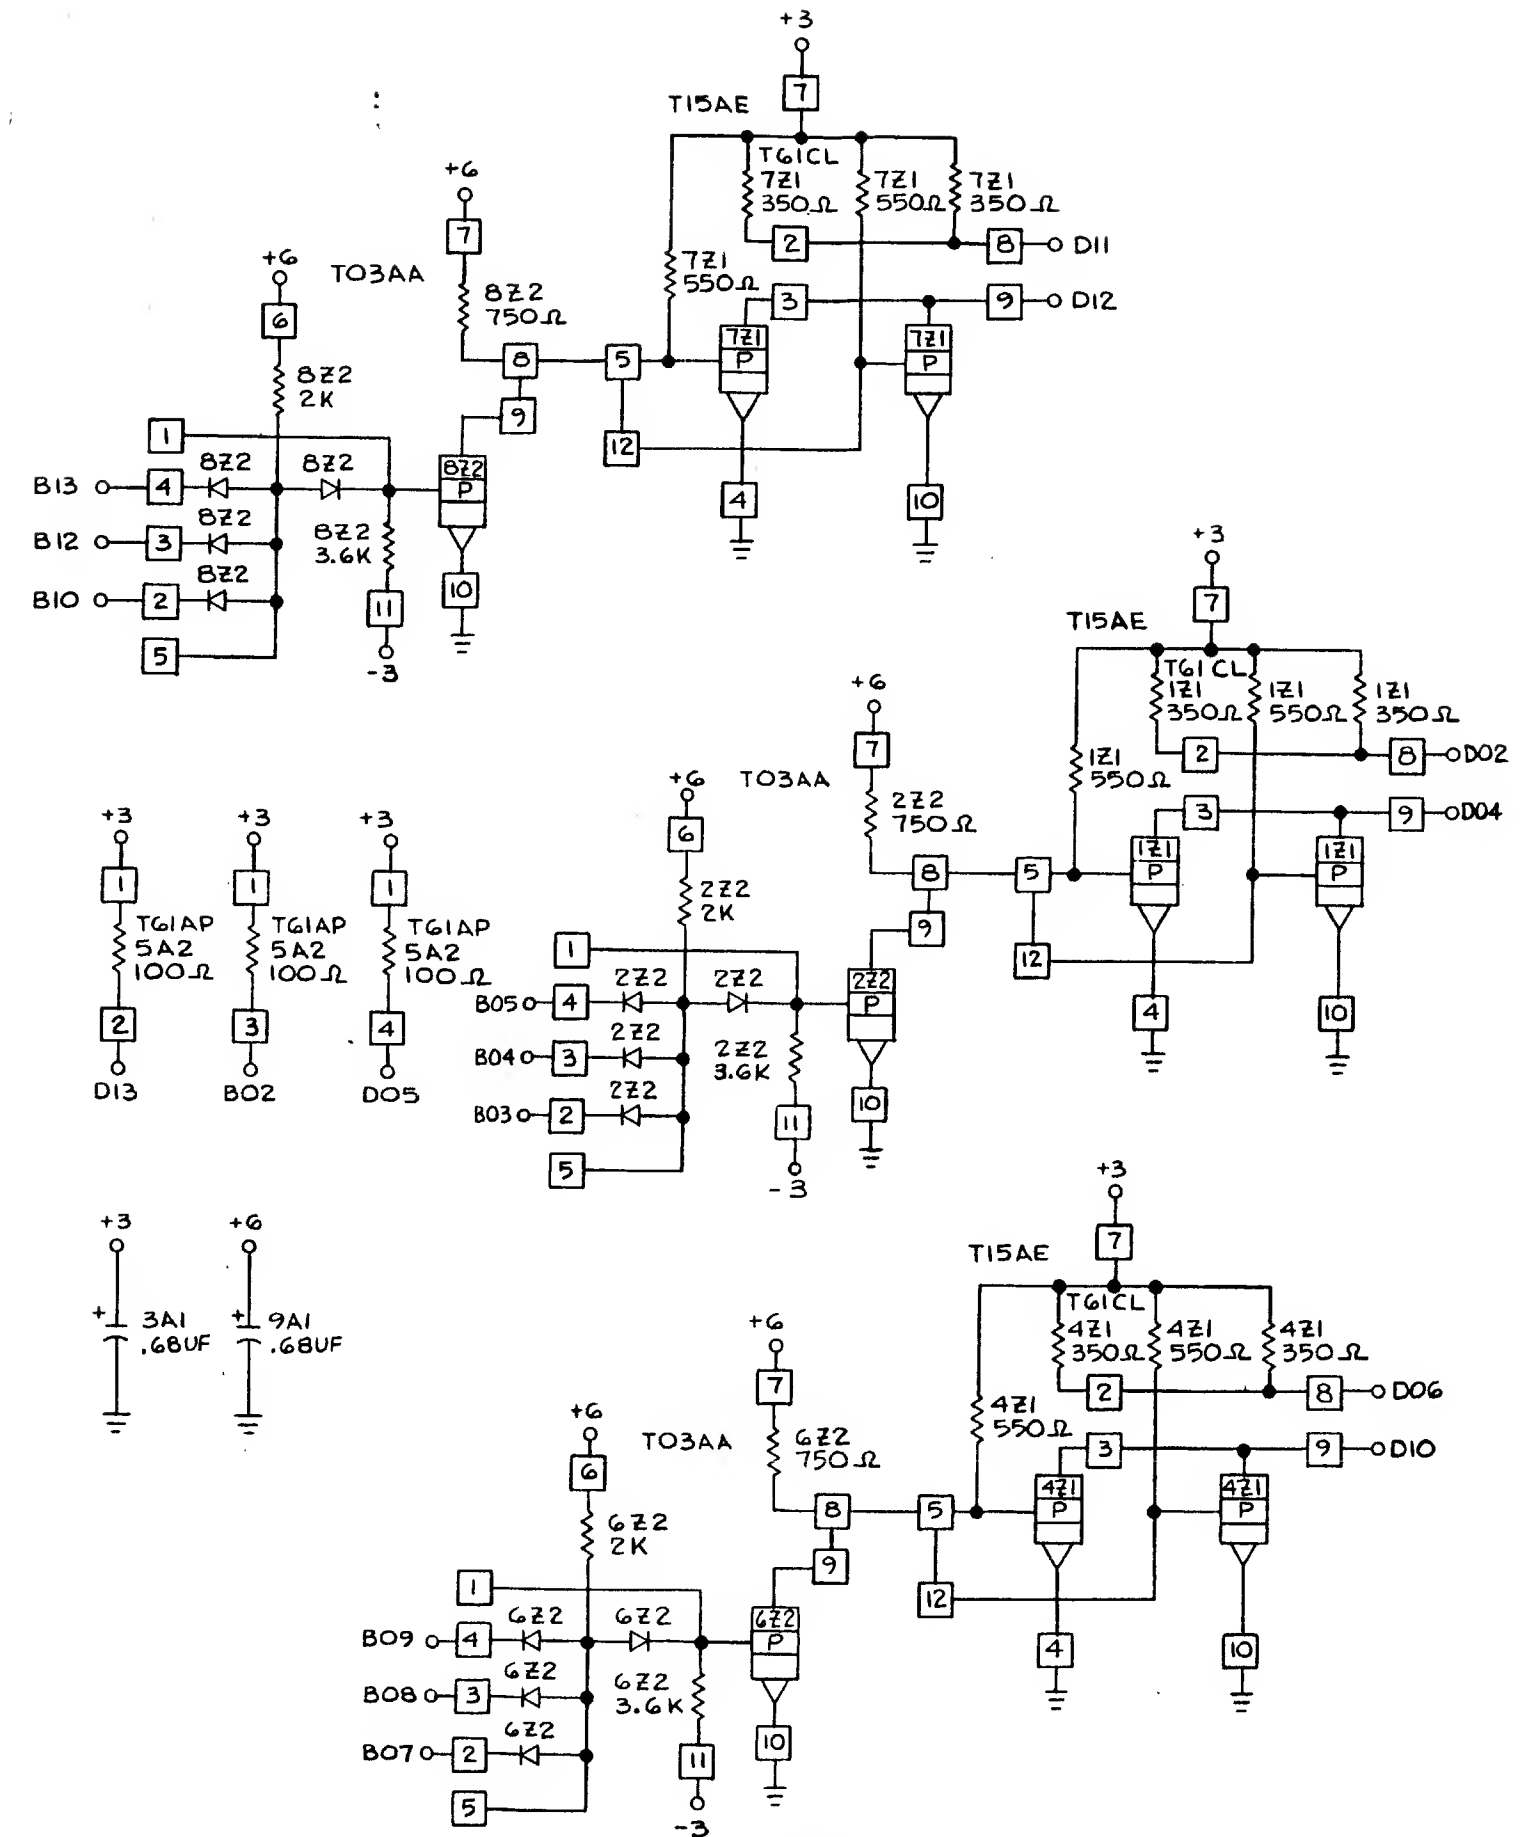 +3
7
T15AE
T61CL
7Z1
350Ω
7Z1
550Ω
7Z1
350Ω
2
8
D11
7Z1
550Ω
3
9
D12
7Z1
P
7Z1
P
5
12
4
10
+6
7
T03AA
8Z2
750Ω
8
9
+6
6
8Z2
2K
1
B13
4
8Z2
8Z2
8Z2
P
B12
3
8Z2
8Z2
3.6K
B10
2
8Z2
11
10
5
-3
+3
7
T15AE
T61CL
1Z1
350Ω
1Z1
550Ω
1Z1
350Ω
2
8
D02
1Z1
550Ω
3
9
D04
1Z1
P
1Z1
P
5
12
4
10
+6
7
T03AA
2Z2
750Ω
8
9
+6
6
2Z2
2K
1
B05
4
2Z2
2Z2
2Z2
P
B04
3
2Z2
2Z2
3.6K
B03
2
2Z2
11
10
5
-3
+3
1
T61AP
5A2
100Ω
2
D13
+3
1
T61AP
5A2
100Ω
3
B02
+3
1
T61AP
5A2
100Ω
4
D05
+3
+
3A1
.68UF
+6
+
9A1
.68UF
+3
7
T15AE
T61CL
4Z1
350Ω
4Z1
550Ω
4Z1
350Ω
2
8
D06
4Z1
550Ω
3
9
D10
4Z1
P
4Z1
P
5
12
4
10
+6
7
T03AA
6Z2
750Ω
8
9
+6
6
6Z2
2K
1
B09
4
6Z2
6Z2
6Z2
P
B08
3
6Z2
6Z2
3.6K
B07
2
6Z2
11
10
5
-3